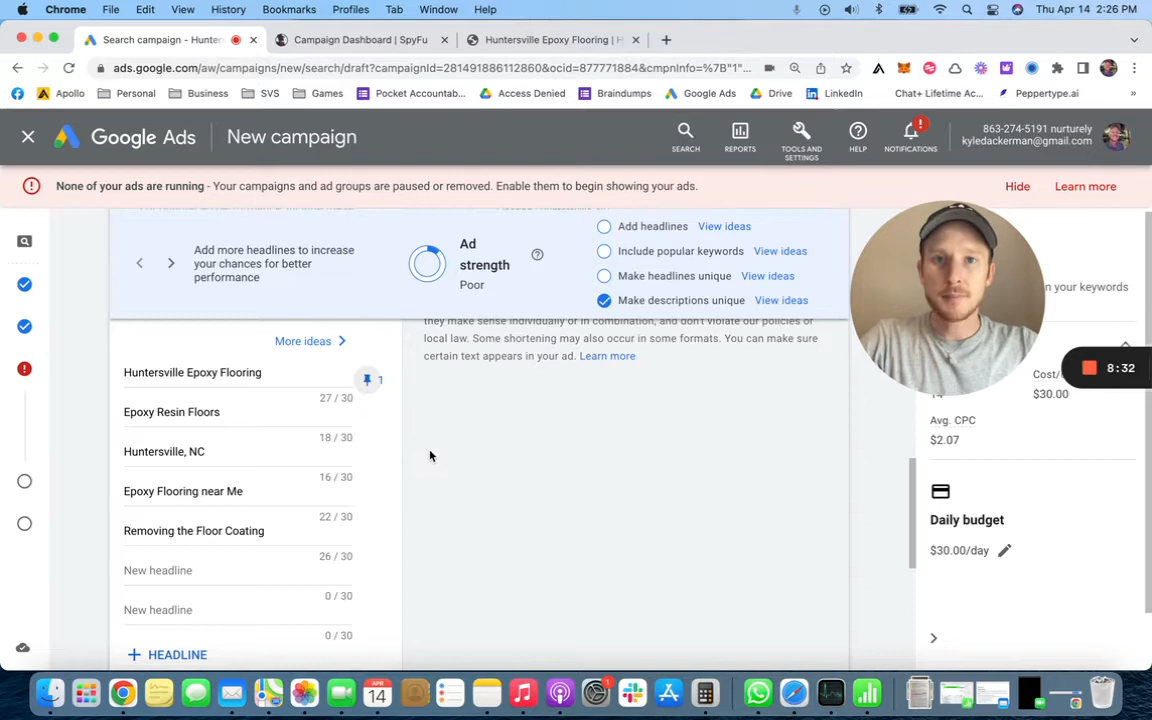 Chrome File Edit View History Bookmarks Profiles Tab Window Help Thu Apr 14 2:26 PM
Search campaign - Hunters Campaign Dashboard | SpyFu Huntersville Epoxy Flooring | H
ads.google.com/aw/campaigns/new/search/draft?campaignId=281491886112860&ocid=877771884&cmpnInfo=%7B"1"...
Apollo Personal Business SVS Games Pocket Accountab... Access Denied Braindumps Google Ads Drive LinkedIn Chat+ Lifetime Ac... Peppertype.ai »
Google Ads New campaign
SEARCH REPORTS TOOLS AND SETTINGS HELP NOTIFICATIONS
863-274-5191 nurturely
kyledackerman@gmail.com
None of your ads are running - Your campaigns and ad groups are paused or removed. Enable them to begin showing your ads. Hide Learn more
Add more headlines to increase
your chances for better
performance
Ad
strength
Poor
Add headlines View ideas
Include popular keywords View ideas
Make headlines unique View ideas
Make descriptions unique View ideas
they make sense individually or in combination, and don't violate our policies or
local law. Some shortening may also occur in some formats. You can make
certain text appears in your ad. Learn more
More ideas
Huntersville Epoxy Flooring
1
27 / 30
Epoxy Resin Floors
18 / 30
Huntersville, NC
16 / 30
Epoxy Flooring near Me
22 / 30
Removing the Floor Coating
26 / 30
New headline
0 / 30
New headline
0 / 30
+ HEADLINE
n your keywords
8:32
Cost/
14 $30.00
Avg. CPC
$2.07
Daily budget
$30.00/day
APR
14
1